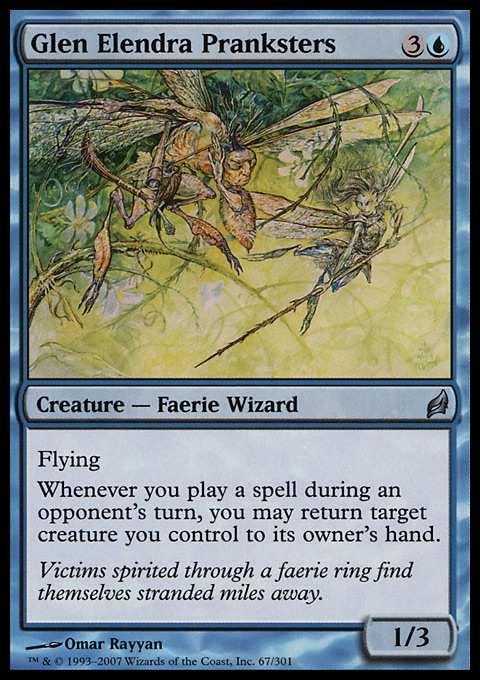 Glen Elendra Pranksters 3
Creature — Faerie Wizard
Flying
Whenever you play a spell during an
opponent's turn, you may return target
creature you control to its owner's hand.
Victims spirited through a faerie ring find
themselves stranded miles away.
1/3
Omar Rayyan
™ & © 1993–2007 Wizards of the Coast, Inc. 67/301